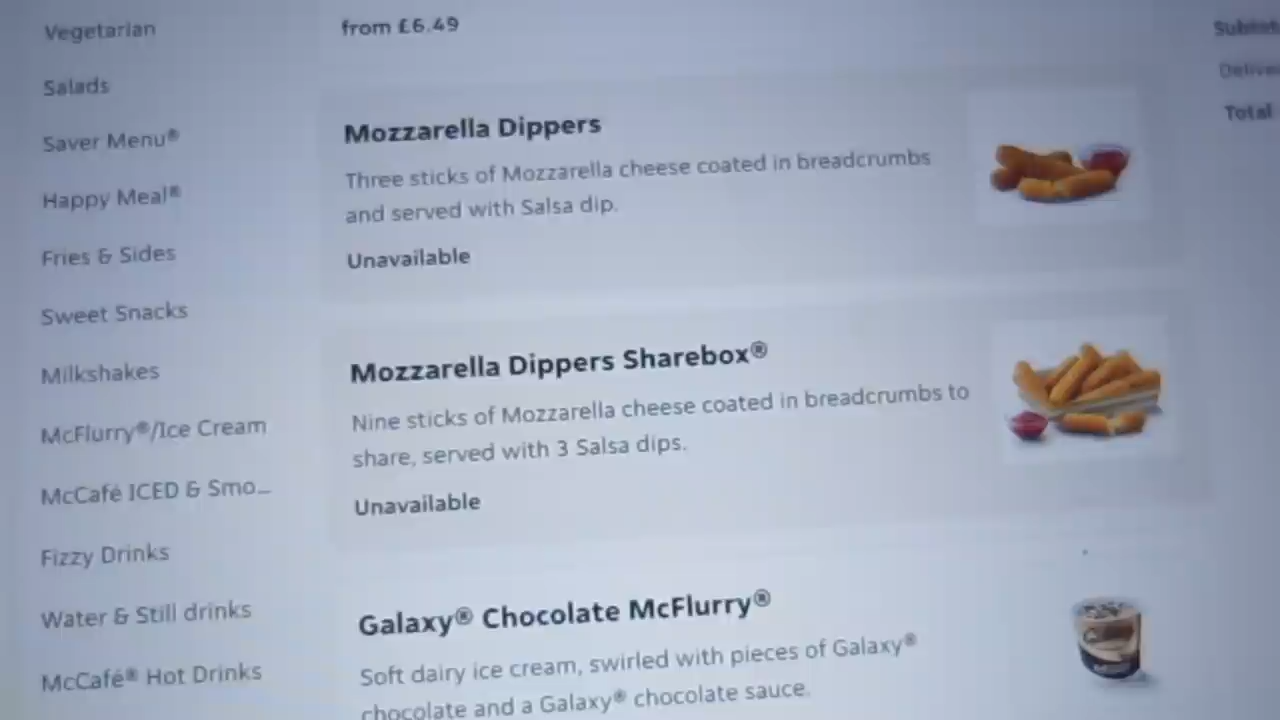 Vegetarian
Salads
Saver Menu®
Happy Meal®
Fries & Sides
Sweet Snacks
Milkshakes
McFlurry®/Ice Cream
McCafé ICED & Smo...
Fizzy Drinks
Water & Still drinks
McCafé® Hot Drinks
from £6.49
Mozzarella Dippers
Three sticks of Mozzarella cheese coated in breadcrumbs
and served with Salsa dip.
Unavailable
Mozzarella Dippers Sharebox®
Nine sticks of Mozzarella cheese coated in breadcrumbs to
share, served with 3 Salsa dips.
Unavailable
Galaxy® Chocolate McFlurry®
Soft dairy ice cream, swirled with pieces of Galaxy®
chocolate and a Galaxy® chocolate sauce.
Total